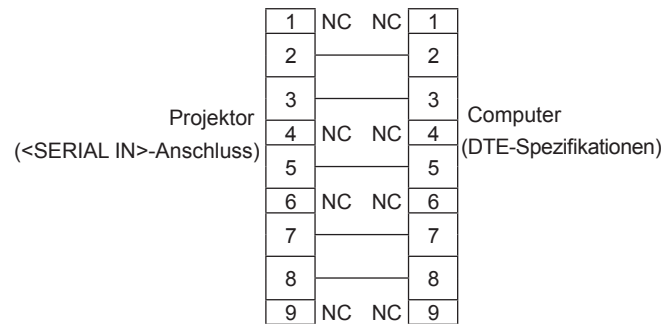 1 NC NC 1
2 2
3 3
Projektor
(<SERIAL IN>-Anschluss)
Computer
(DTE-Spezifikationen)
4 NC NC 4
5 5
6 NC NC 6
7 7
8 8
9 NC NC 9